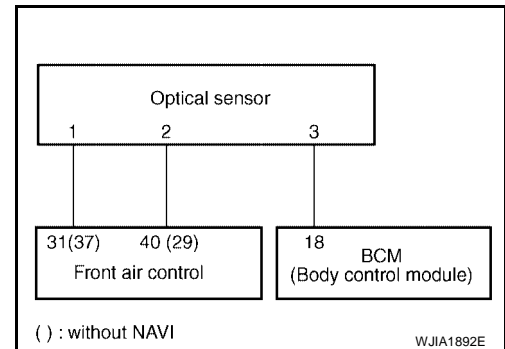 Optical sensor
1 2 3
31(37) 40 (29) 18
Front air control
BCM
(Body control module)
( ) : without NAVI
WJIA1892E